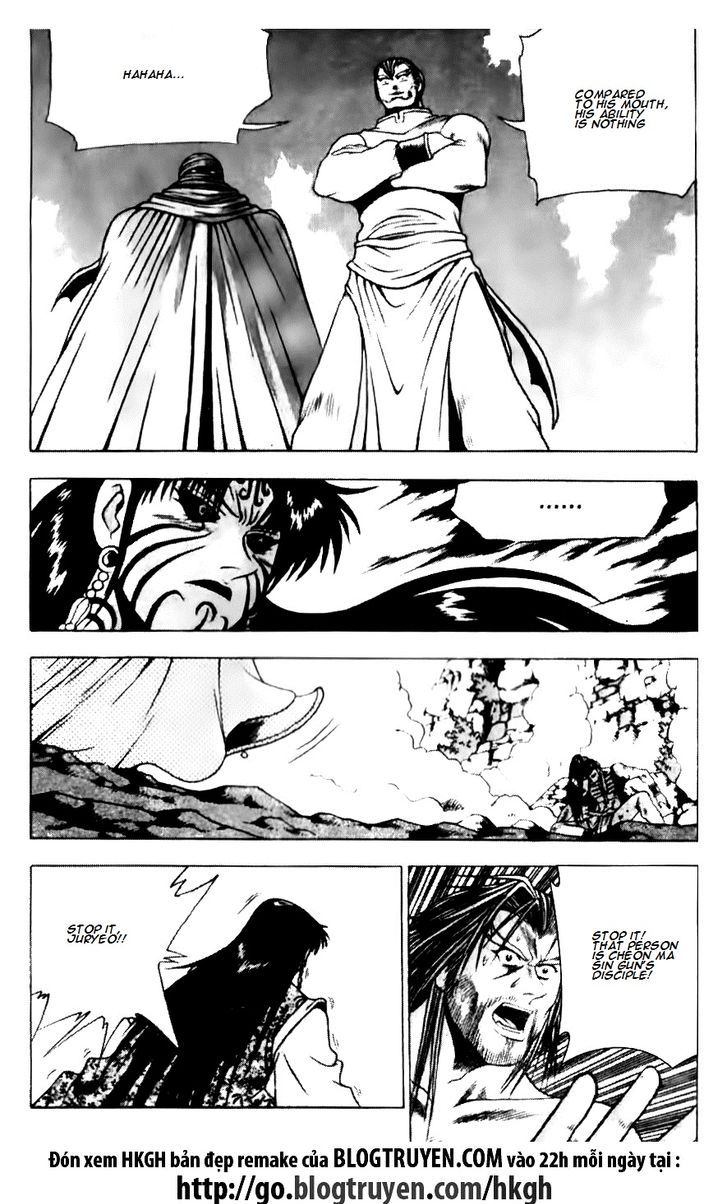 HAHAHA...
COMPARED
TO HIS MOUTH,
HIS ABILITY
IS NOTHING
......
STOP IT,
JURYEO!!
STOP IT!
THAT PERSON
IS CHEON MA
SIN GUN'S
DISCIPLE!
Đón xem HKGH bản đẹp remake của BLOGTRUYEN.COM vào 22h mỗi ngày tại :
http://go.blogtruyen.com/hkgh